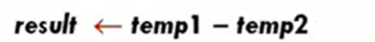 result ← temp1 – temp2